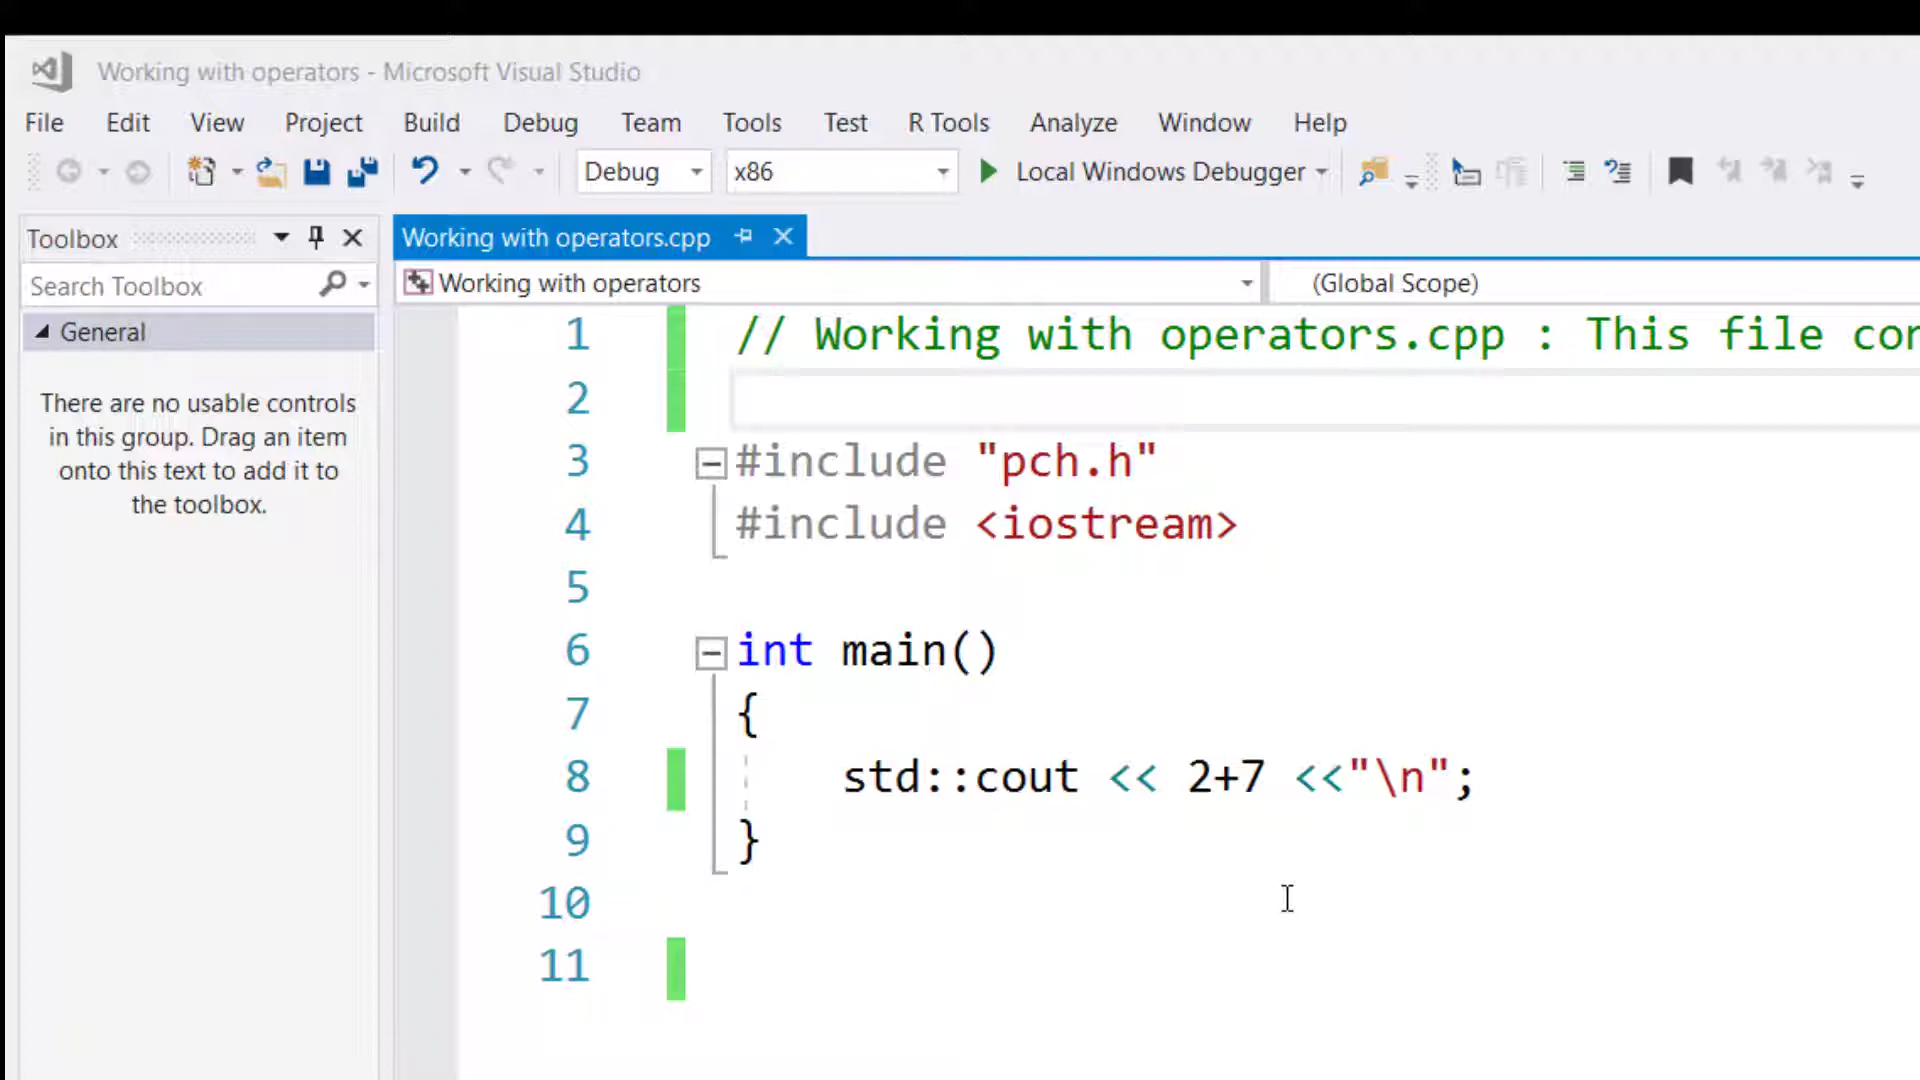 Working with operators - Microsoft Visual Studio
File Edit View Project Build Debug Team Tools Test R Tools Analyze Window Help
Debug x86 Local Windows Debugger
Toolbox
Search Toolbox
General
There are no usable controls
in this group. Drag an item
onto this text to add it to
the toolbox.
Working with operators.cpp
Working with operators (Global Scope)
1 // Working with operators.cpp : This file con
2
3 #include "pch.h"
4 #include <iostream>
5
6 int main()
7 {
8 std::cout << 2+7 <<"\n";
9 }
10
11